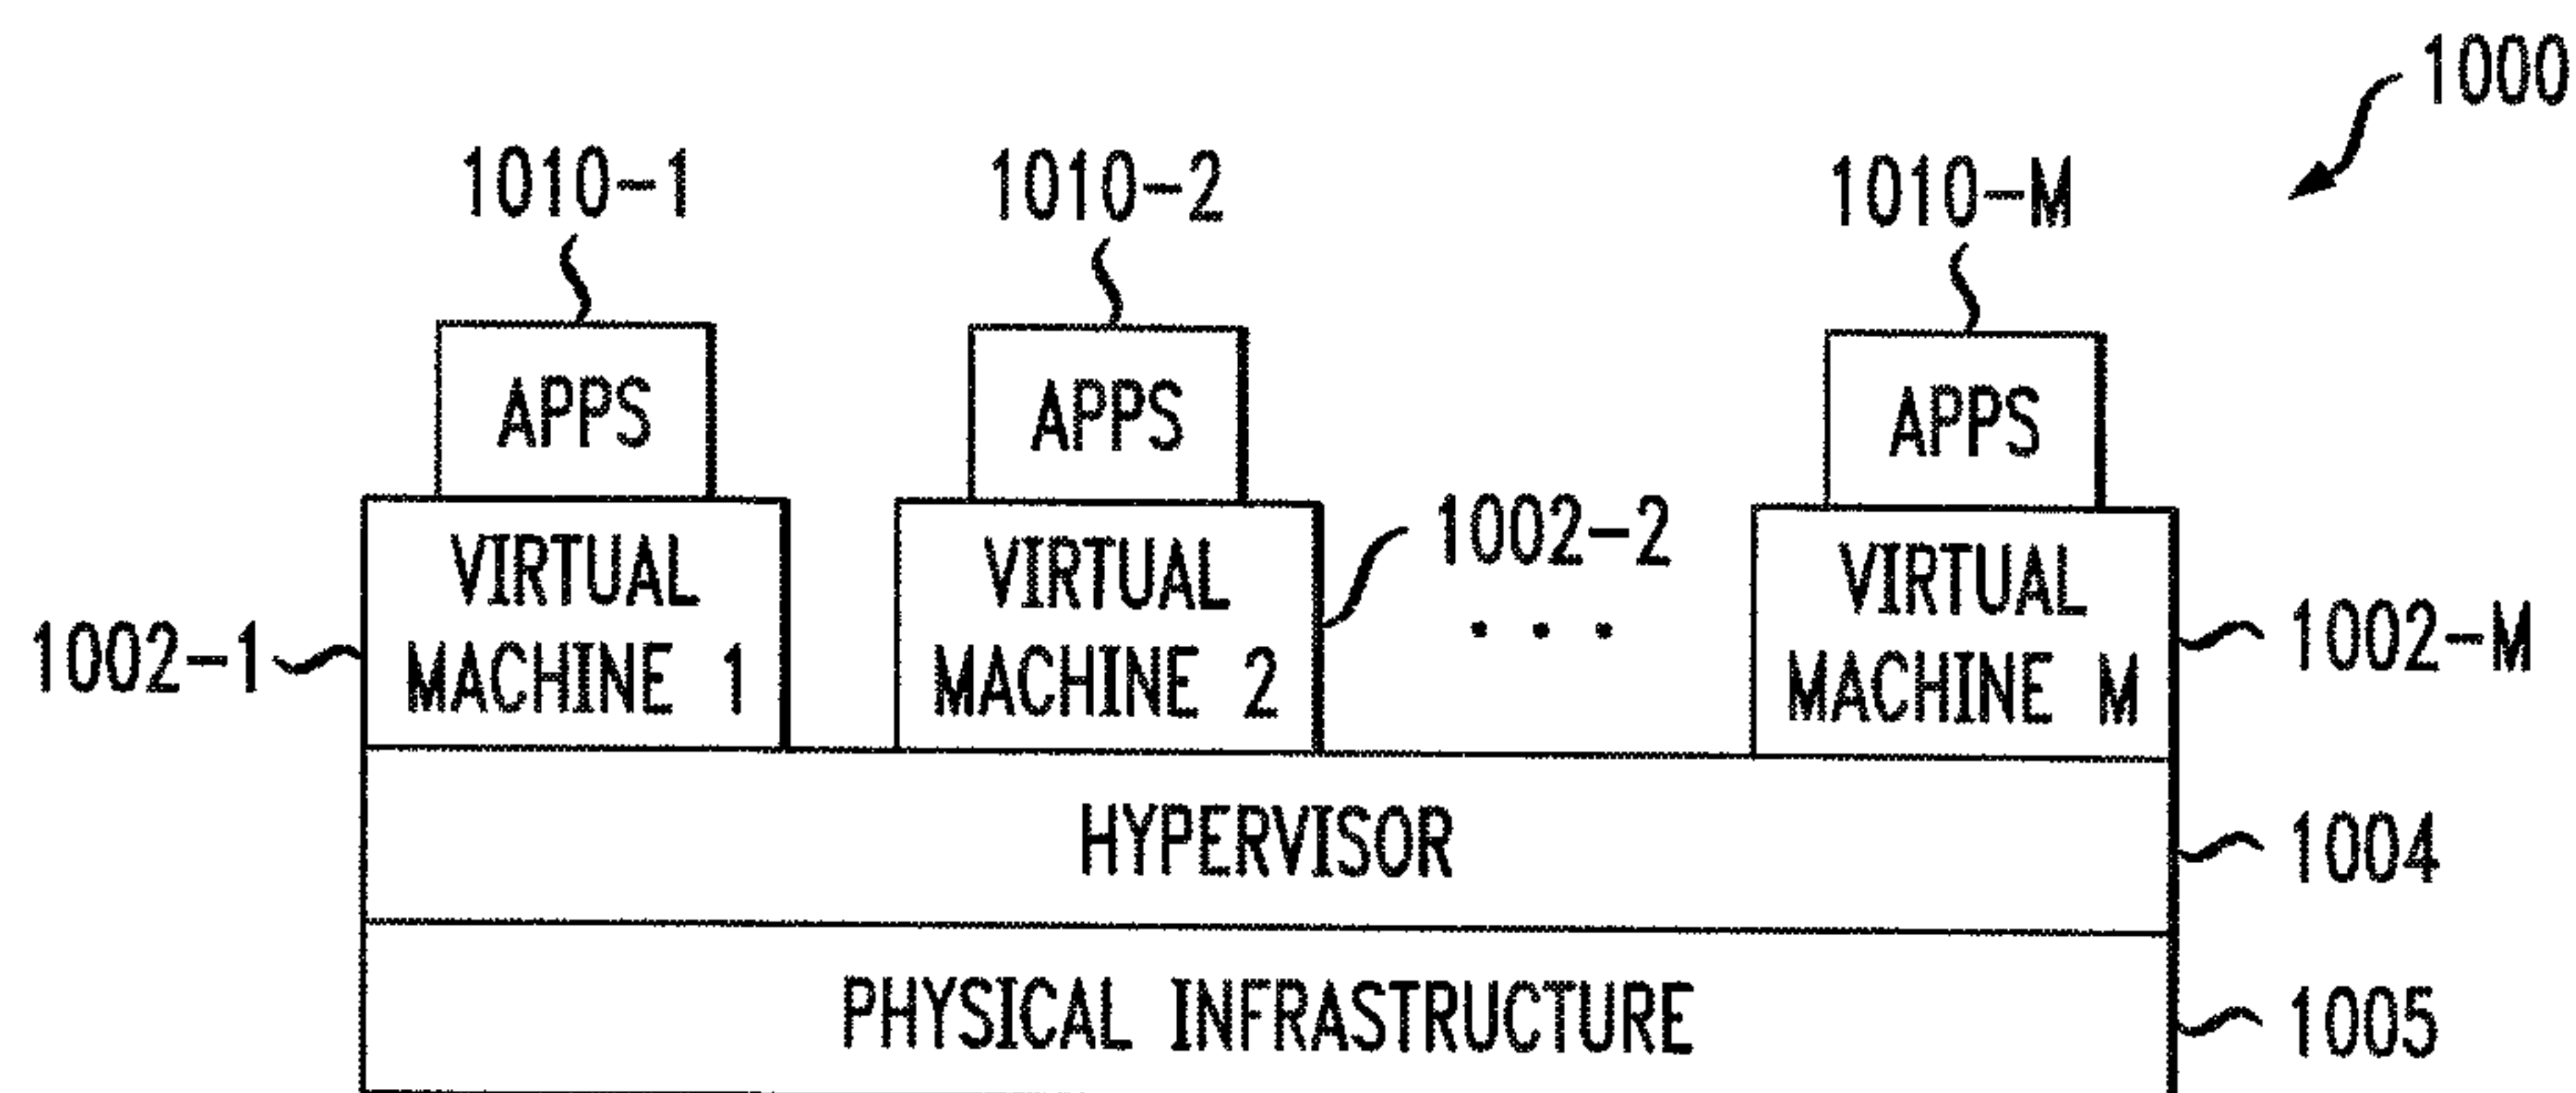 1000
1010-1
1010-2
1010-M
APPS
APPS
APPS
VIRTUAL
MACHINE 1
VIRTUAL
MACHINE 2
VIRTUAL
MACHINE M
1002-1
1002-2
. . .
1002-M
HYPERVISOR
1004
PHYSICAL INFRASTRUCTURE
1005